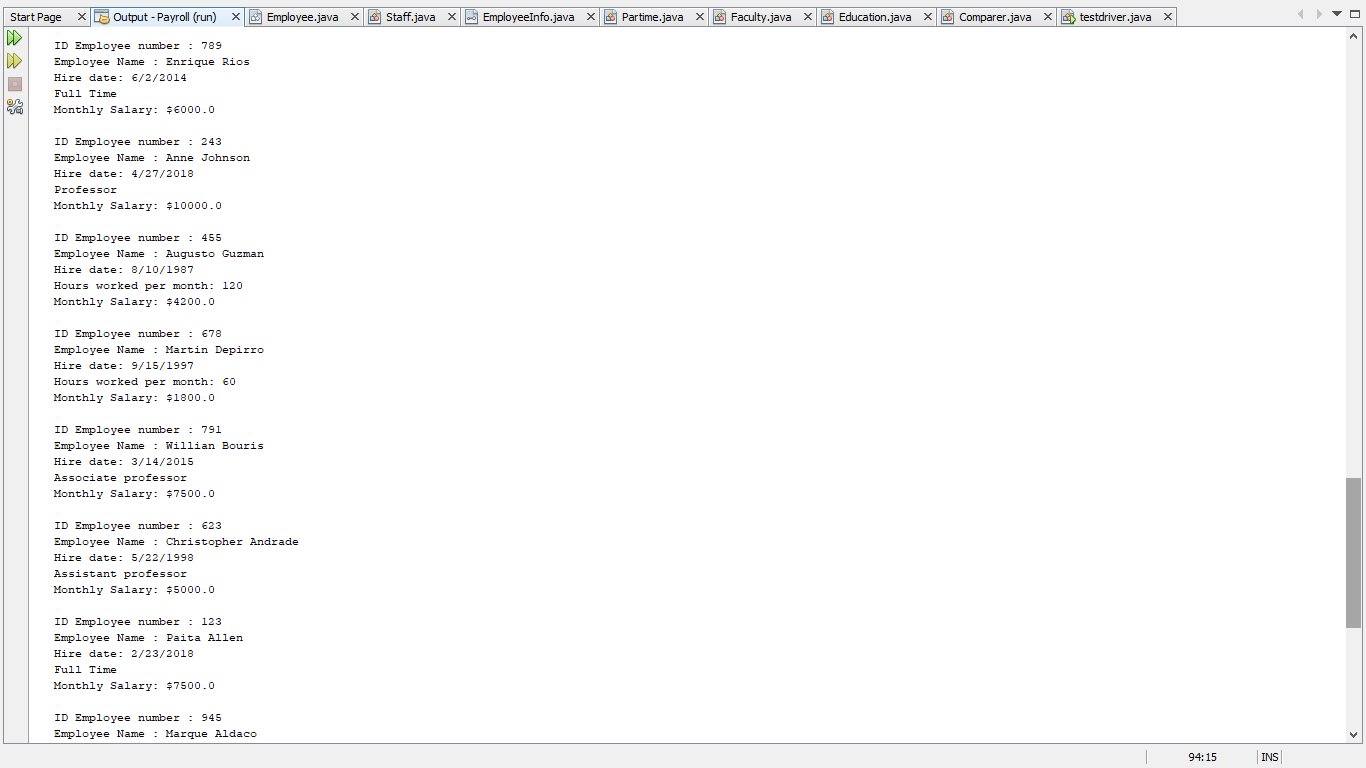 Start Page
Output - Payroll (run)
Employee.java
Staff.java
EmployeeInfo.java
Partime.java
Faculty.java
Education.java
Comparer.java
testdriver.java
ID Employee number : 789
Employee Name : Enrique Rios
Hire date: 6/2/2014
Full Time
Monthly Salary: $6000.0
ID Employee number : 243
Employee Name : Anne Johnson
Hire date: 4/27/2018
Professor
Monthly Salary: $10000.0
ID Employee number : 455
Employee Name : Augusto Guzman
Hire date: 8/10/1987
Hours worked per month: 120
Monthly Salary: $4200.0
ID Employee number : 678
Employee Name : Martin Depirro
Hire date: 9/15/1997
Hours worked per month: 60
Monthly Salary: $1800.0
ID Employee number : 791
Employee Name : Willian Bouris
Hire date: 3/14/2015
Associate professor
Monthly Salary: $7500.0
ID Employee number : 623
Employee Name : Christopher Andrade
Hire date: 5/22/1998
Assistant professor
Monthly Salary: $5000.0
ID Employee number : 123
Employee Name : Paita Allen
Hire date: 2/23/2018
Full Time
Monthly Salary: $7500.0
ID Employee number : 945
Employee Name : Marque Aldaco
94:15
INS